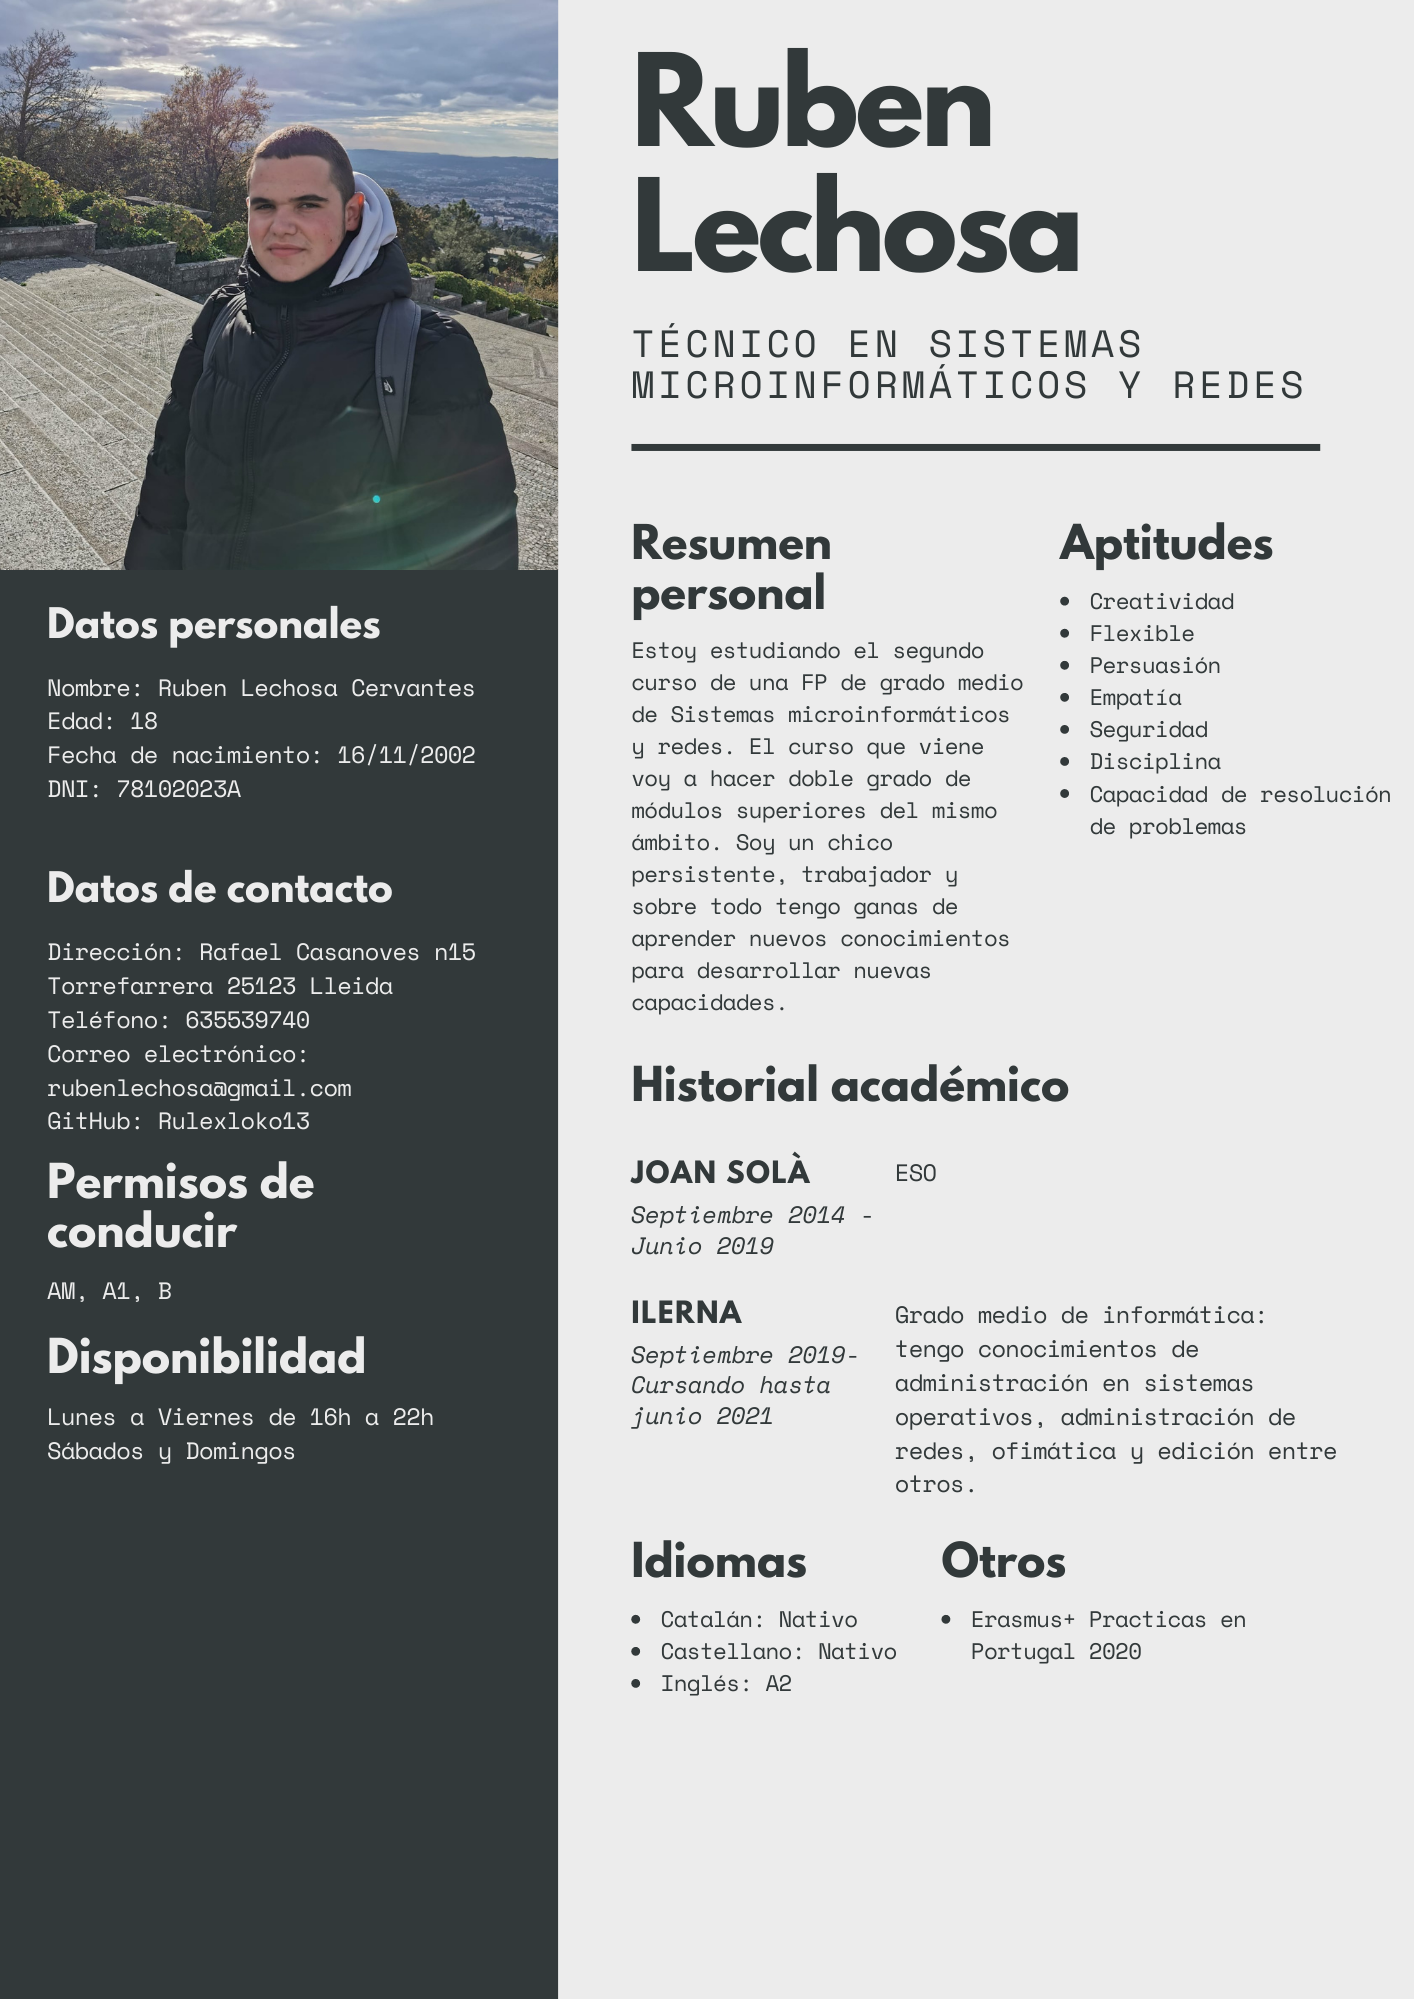 Ruben
Lechosa
TÉCNICO EN SISTEMAS
MICROINFORMÁTICOS Y REDES
Datos personales
Nombre: Ruben Lechosa Cervantes
Edad: 18
Fecha de nacimiento: 16/11/2002
DNI: 78102023A
Datos de contacto
Dirección: Rafael Casanoves n15
Torrefarrera 25123 Lleida
Teléfono: 635539740
Correo electrónico:
rubenlechosa@gmail.com
GitHub: Rulexloko13
Permisos de
conducir
AM, A1, B
Disponibilidad
Lunes a Viernes de 16h a 22h
Sábados y Domingos
Resumen
personal
Estoy estudiando el segundo
curso de una FP de grado medio
de Sistemas microinformáticos
y redes. El curso que viene
voy a hacer doble grado de
módulos superiores del mismo
ámbito. Soy un chico
persistente, trabajador y
sobre todo tengo ganas de
aprender nuevos conocimientos
para desarrollar nuevas
capacidades.
Aptitudes
• Creatividad
• Flexible
• Persuasión
• Empatía
• Seguridad
• Disciplina
• Capacidad de resolución
de problemas
Historial académico
JOAN SOLÀ
Septiembre 2014 -
Junio 2019
ESO
ILERNA
Septiembre 2019-
Cursando hasta
junio 2021
Grado medio de informática:
tengo conocimientos de
administración en sistemas
operativos, administración de
redes, ofimática y edición entre
otros.
Idiomas
• Catalán: Nativo
• Castellano: Nativo
• Inglés: A2
Otros
• Erasmus+ Practicas en
Portugal 2020